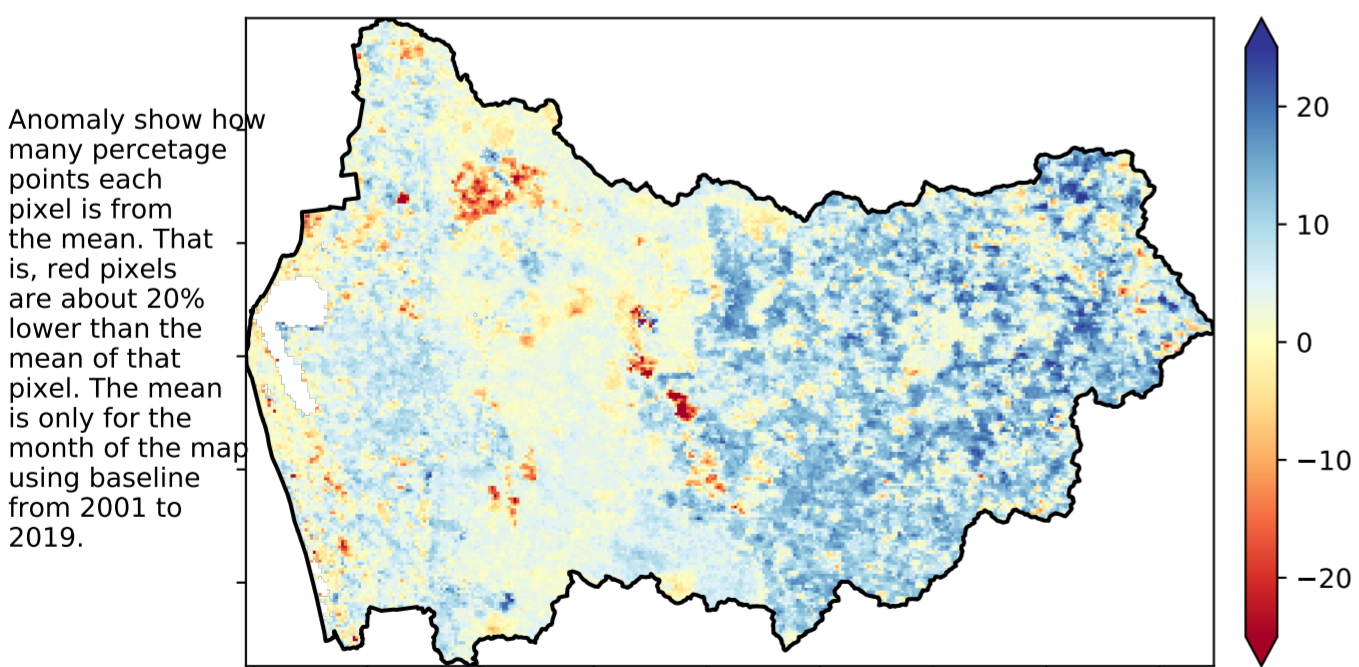 Anomaly show how
many percetage
points each
pixel is from
the mean. That
is, red pixels
are about 20%
lower than the
mean of that
pixel. The mean
is only for the
month of the map
using baseline
from 2001 to
2019.
20
10
0
−10
−20